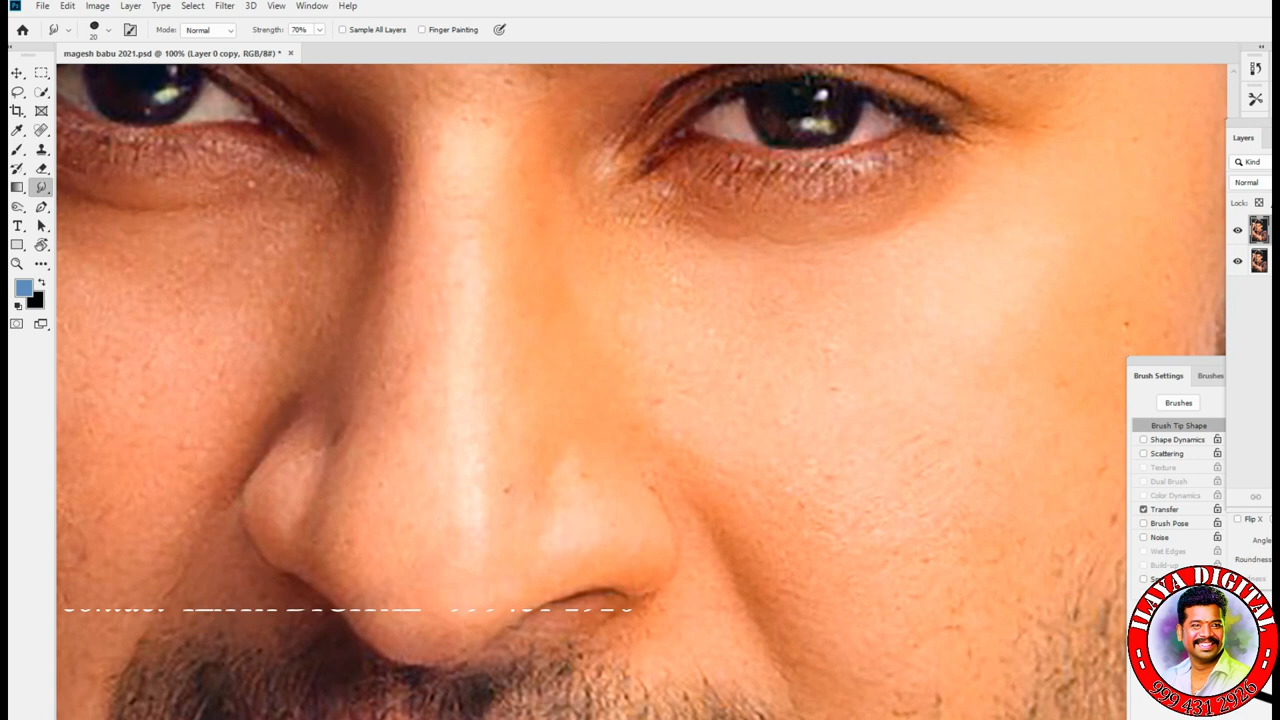 File Edit Image Layer Type Select Filter 3D View Window Help
20 Mode: Normal Strength: 70% Sample All Layers Finger Painting
magesh babu 2021.psd @ 100% (Layer 0 copy, RGB/8#) *
Layers
Kind
Normal
Lock:
Brush Settings Brushes
Brushes
Brush Tip Shape
Shape Dynamics
Scattering
Texture
Dual Brush
Color Dynamics
Transfer
Brush Pose
Noise
Wet Edges
Build-up
Flip X
Angle
Roundness
ILAYA DIGITAL
999 431 2926